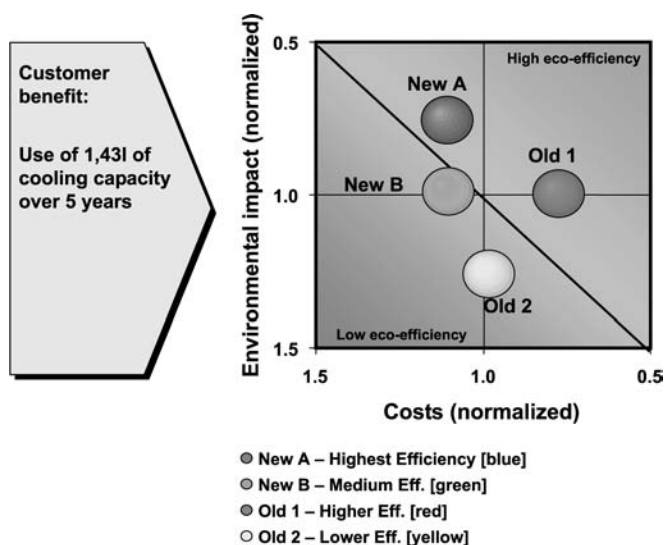 Customer
benefit:
Use of 1,43l of
cooling capacity
over 5 years
Environmental impact (normalized)
0.5
1.0
1.5
High eco-efficiency
New A
Old 1
New B
Old 2
Low eco-efficiency
1.5
1.0
0.5
Costs (normalized)
New A – Highest Efficiency [blue]
New B – Medium Eff. [green]
Old 1 – Higher Eff. [red]
Old 2 – Lower Eff. [yellow]